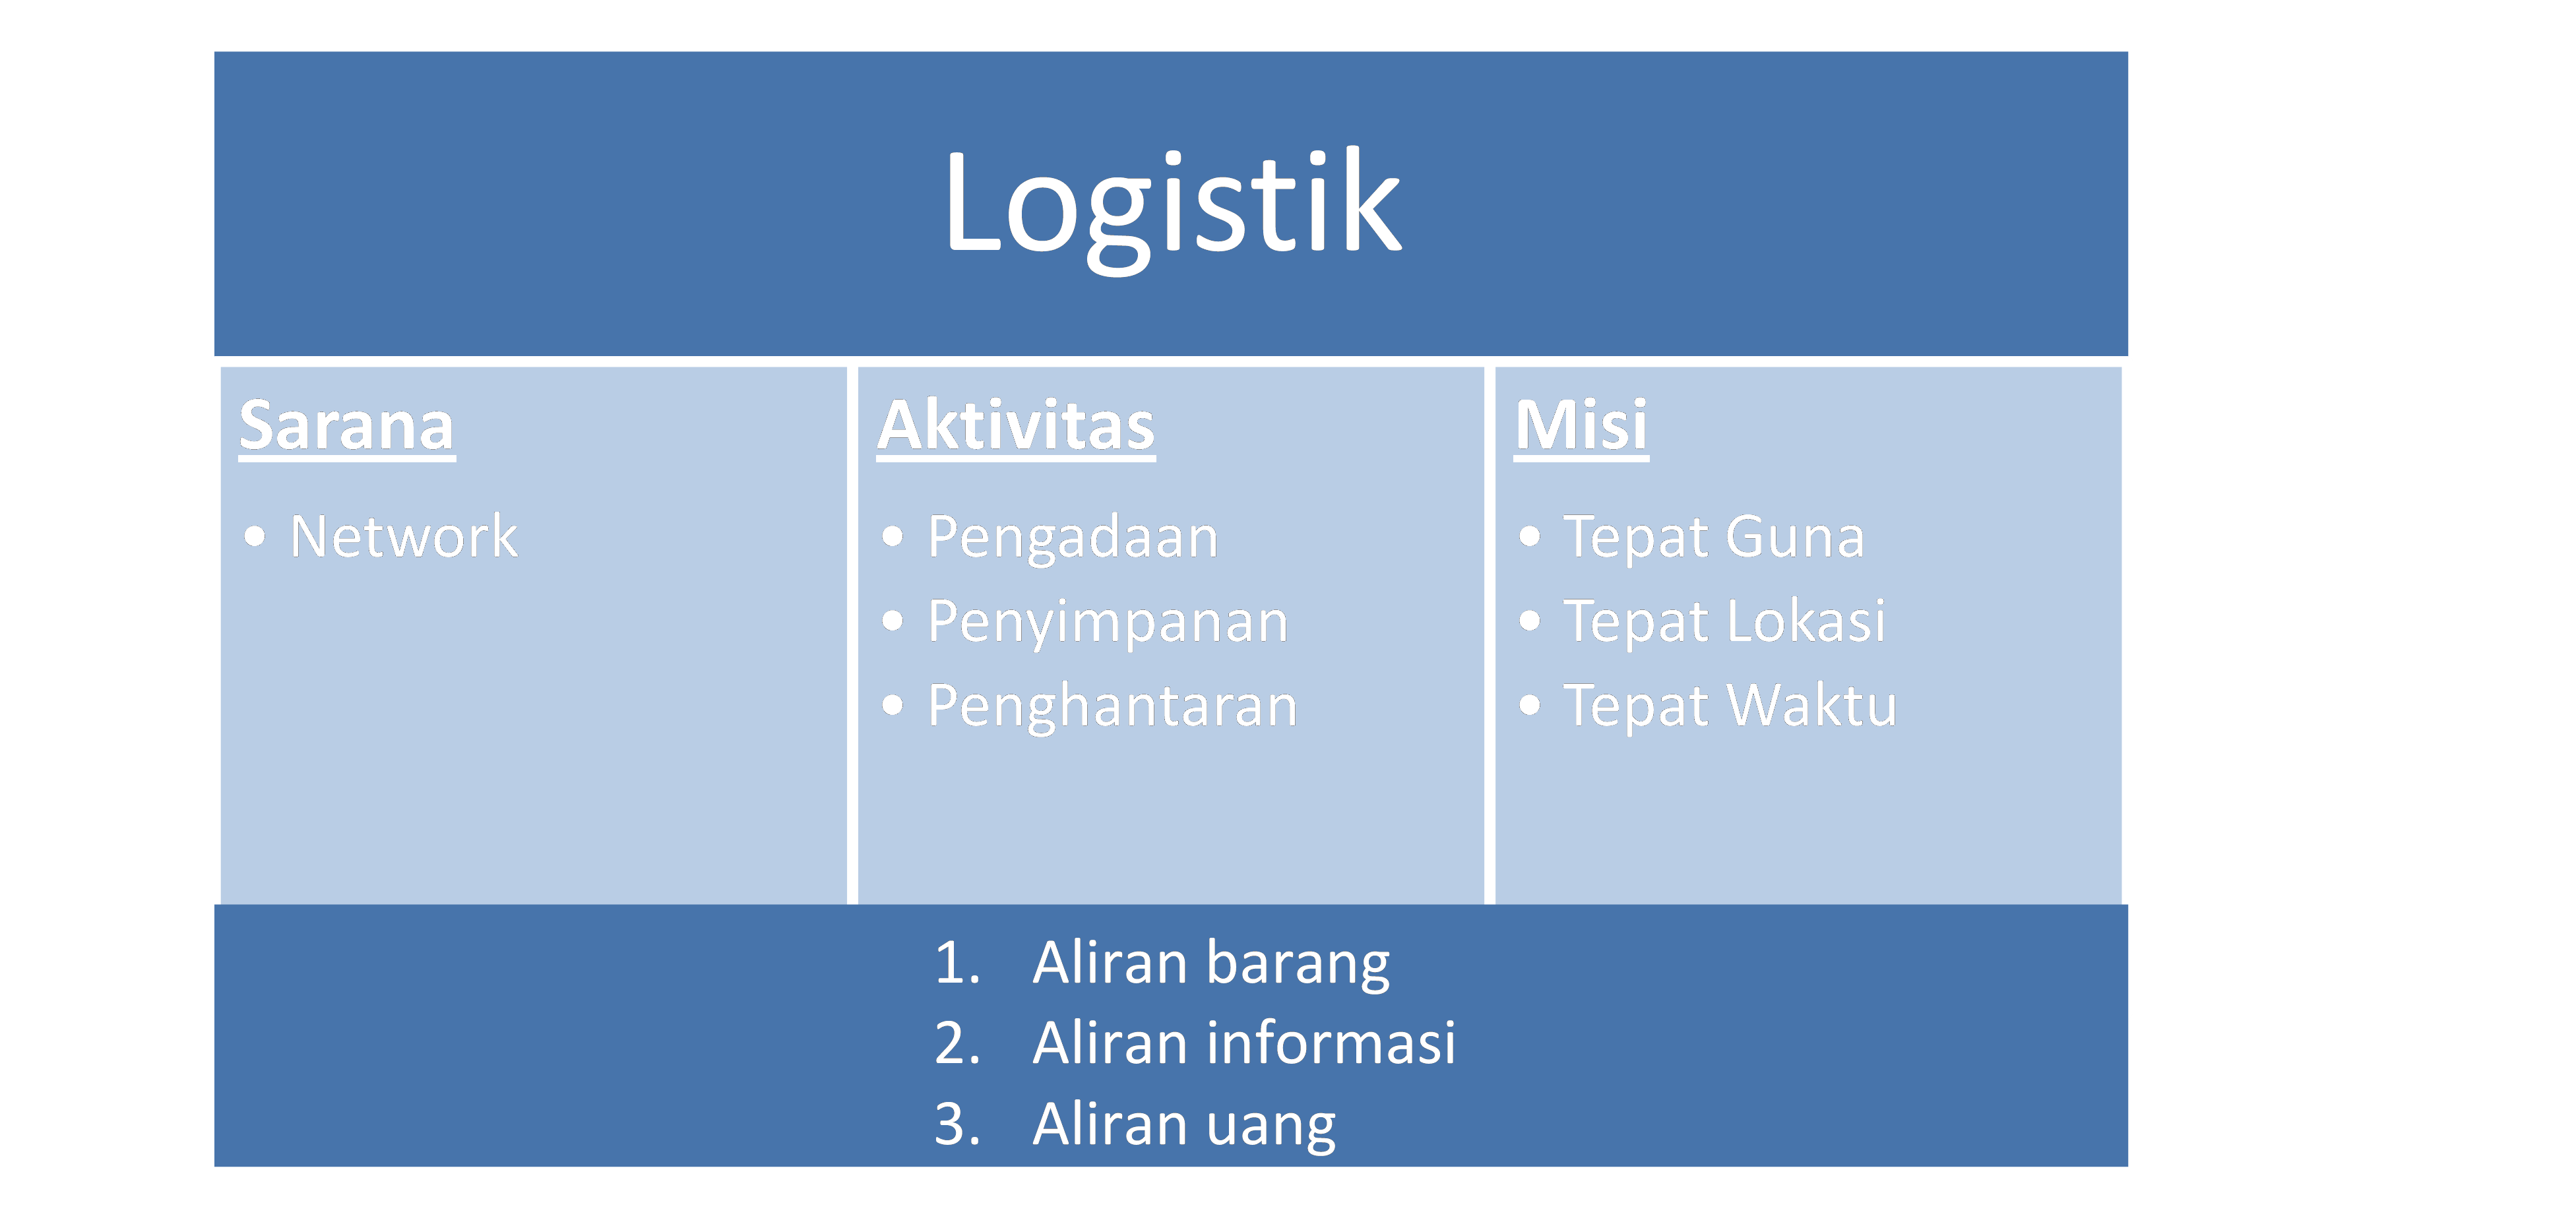 Logistik
Sarana
• Network
Aktivitas
• Pengadaan
• Penyimpanan
• Penghantaran
Misi
• Tepat Guna
• Tepat Lokasi
• Tepat Waktu
1. Aliran barang
2. Aliran informasi
3. Aliran uang